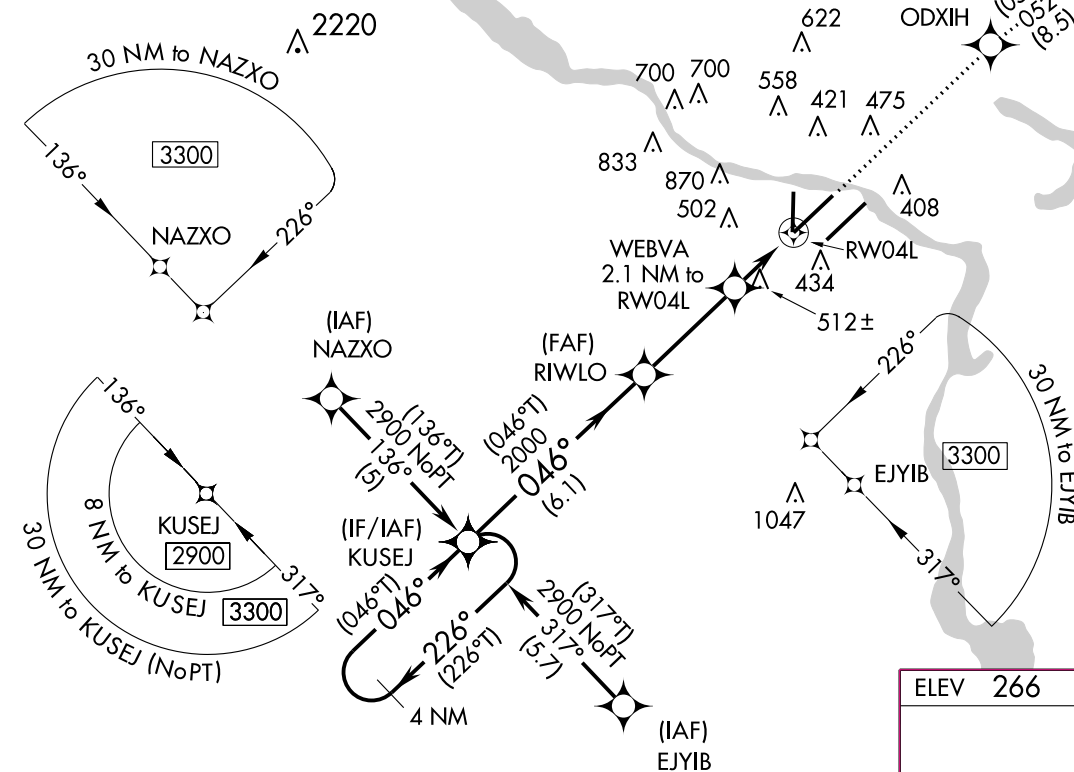 2220
30 NM to NAZXO
3300
136°
226°
NAZXO
622
ODXIH
052
(8.5)
700
700
558
421
475
833
870
502
408
RW04L
434
WEBVA
2.1 NM to
RW04L
512±
(IAF)
NAZXO
(FAF)
RIWLO
(136°T)
2900 NoPT
136°
(5)
(046°T)
2000
046°
(6.1)
226°
30 NM to EJYIB
3300
EJYIB
317°
1047
136°
KUSEJ
2900
8 NM to KUSEJ
3300
317°
30 NM to KUSEJ (NoPT)
(IF/IAF)
KUSEJ
(046°T)
046°
226°
(226°T)
4 NM
(317°T)
2900 NoPT
317°
(5.7)
(IAF)
EJYIB
ELEV 266